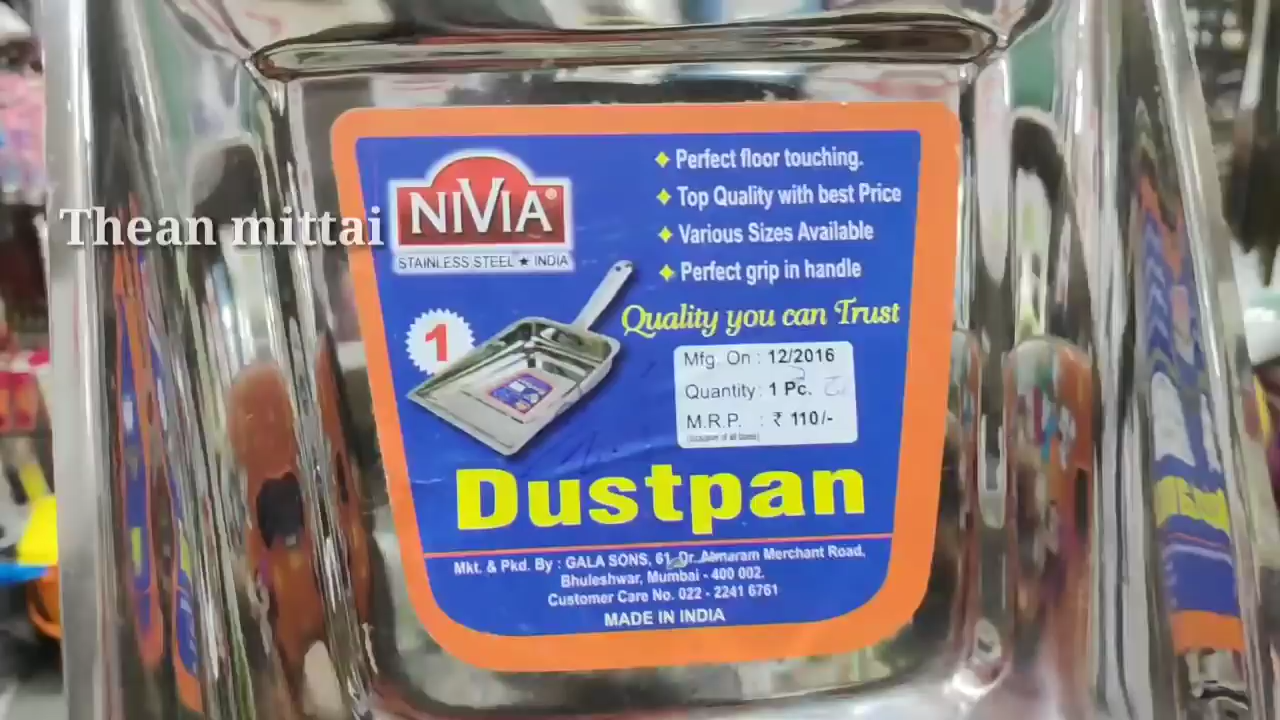 Thean mittai
NIVIA®
STAINLESS STEEL ★ INDIA
Perfect floor touching.
Top Quality with best Price
Various Sizes Available
Perfect grip in handle
Quality you can Trust
1
Mfg. On : 12/2016
Quantity : 1 Pc.
M.R.P. : ₹ 110/-
Dustpan
Mkt. & Pkd. By : GALA SONS, 61, Dr. Atmaram Merchant Road,
Bhuleshwar, Mumbai - 400 002.
Customer Care No. 022 - 2241 6761
MADE IN INDIA